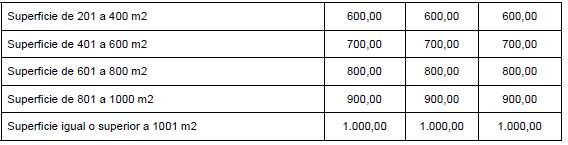 Superficie de 201 a 400 m2 600,00 600,00 600,00
Superficie de 401 a 600 m2 700,00 700,00 700,00
Superficie de 601 a 800 m2 800,00 800,00 800,00
Superficie de 801 a 1000 m2 900,00 900,00 900,00
Superficie igual o superior a 1001 m2 1.000,00 1.000,00 1.000,00